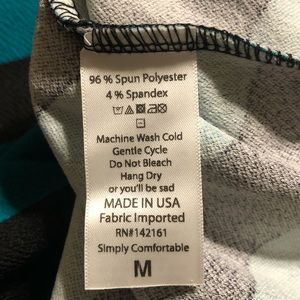 96 % Spun Polyester
4 % Spandex
Machine Wash Cold
Gentle Cycle
Do Not Bleach
Hang Dry
or you'll be sad
MADE IN USA
Fabric Imported
RN#142161
Simply Comfortable
M